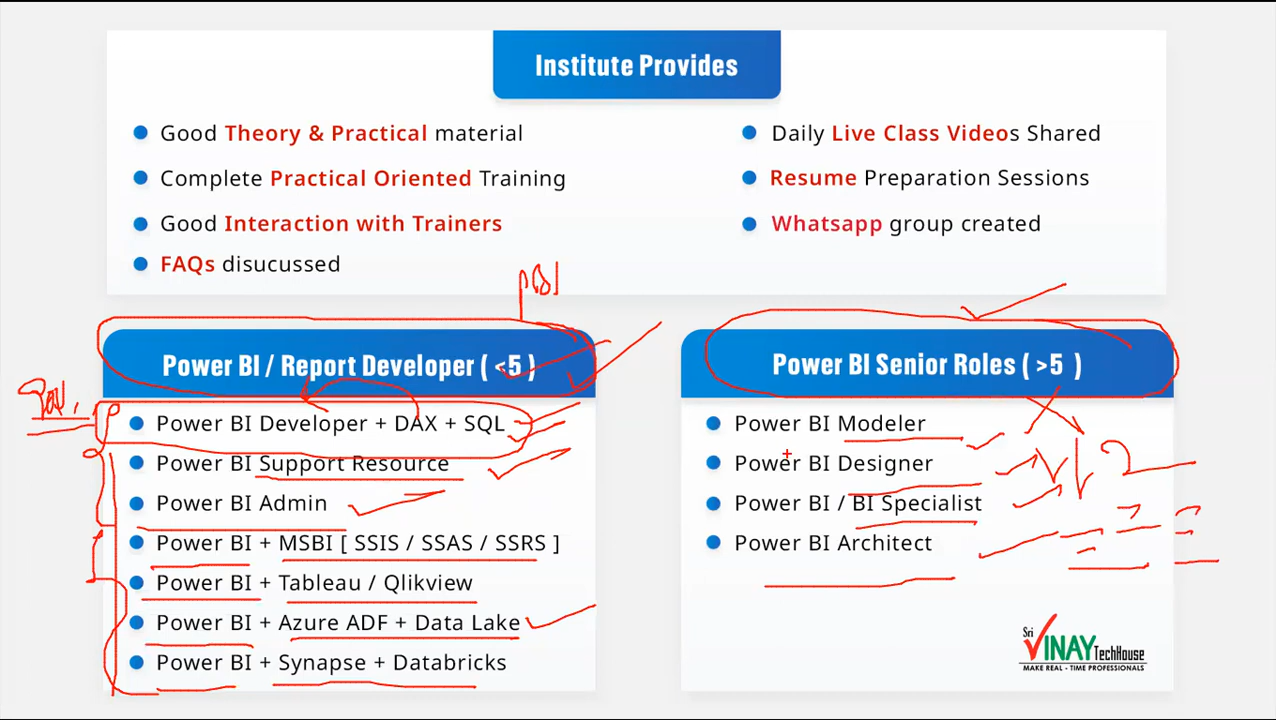 Institute Provides
Good Theory & Practical material
Complete Practical Oriented Training
Good Interaction with Trainers
FAQs disucussed
Daily Live Class Videos Shared
Resume Preparation Sessions
Whatsapp group created
Power BI / Report Developer ( <5 )
Power BI Developer + DAX + SQL
Power BI Support Resource
Power BI Admin
Power BI + MSBI [ SSIS / SSAS / SSRS ]
Power BI + Tableau / Qlikview
Power BI + Azure ADF + Data Lake
Power BI + Synapse + Databricks
Power BI Senior Roles ( >5 )
Power BI Modeler
Power BI Designer
Power BI / BI Specialist
Power BI Architect
Sri
VINAY TechHouse
MAKE REAL - TIME PROFESSIONALS